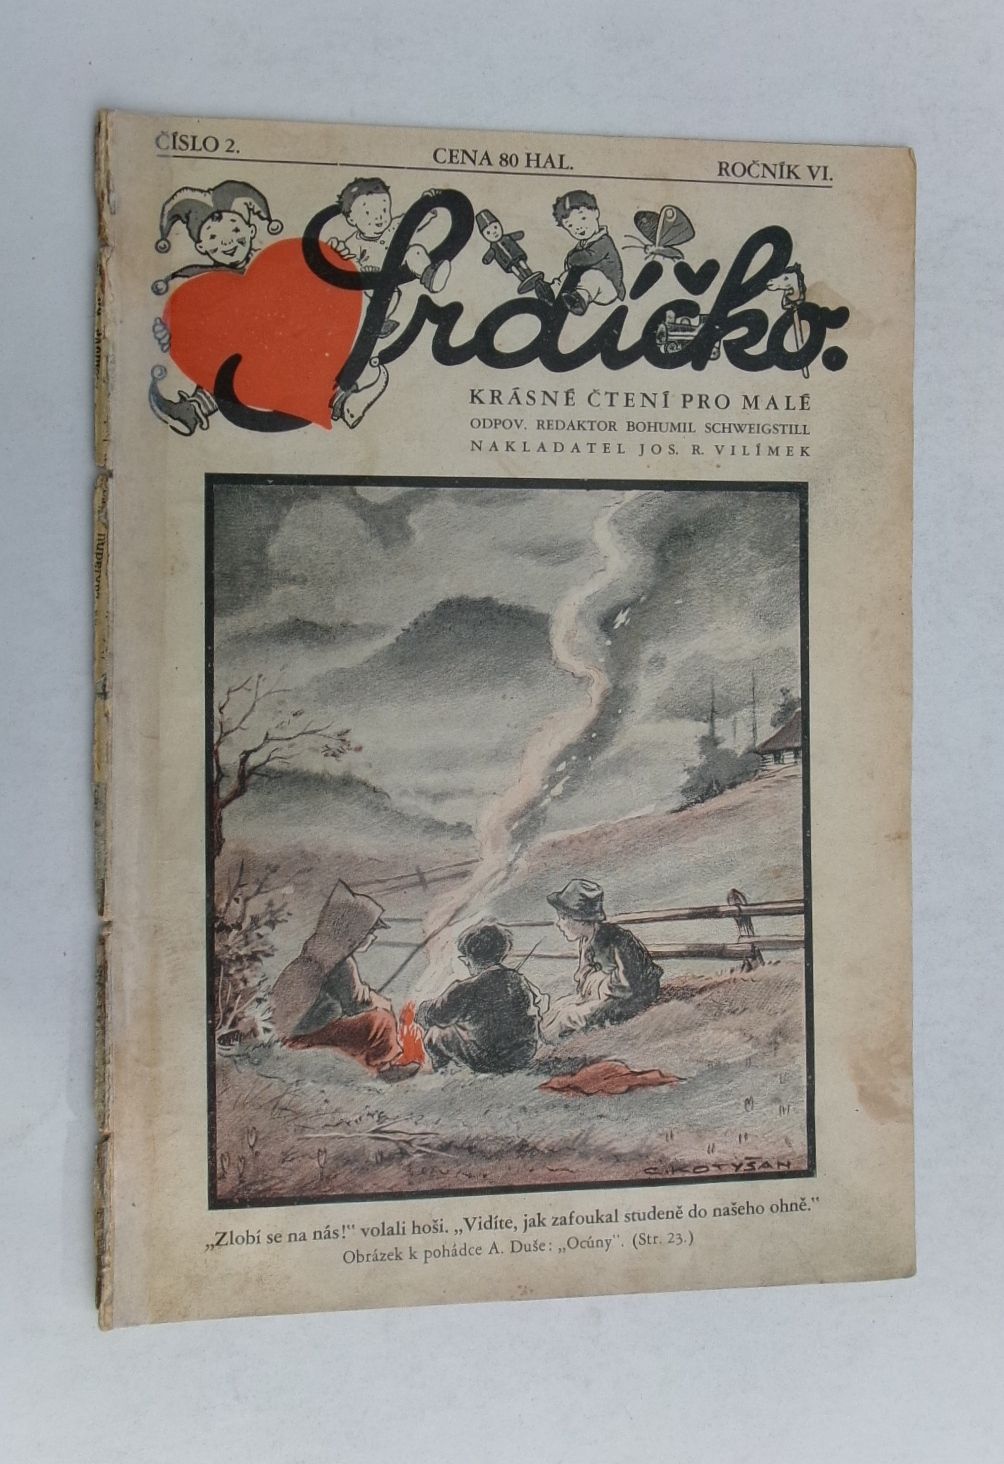 ČÍSLO 2.
CENA 80 HAL.
ROČNÍK VI.
Srdíčko.
KRÁSNÉ ČTENÍ PRO MALÉ
ODPOV. REDAKTOR BOHUMIL SCHWEIGSTILL
NAKLADATEL JOS. R. VILÍMEK
C. KOTYŠAN
„Zlobí se na nás!“ volali hoši. „Vidíte, jak zafoukal studeně do našeho ohně.“
Obrázek k pohádce A. Duše: „Ocúny“. (Str. 23.)